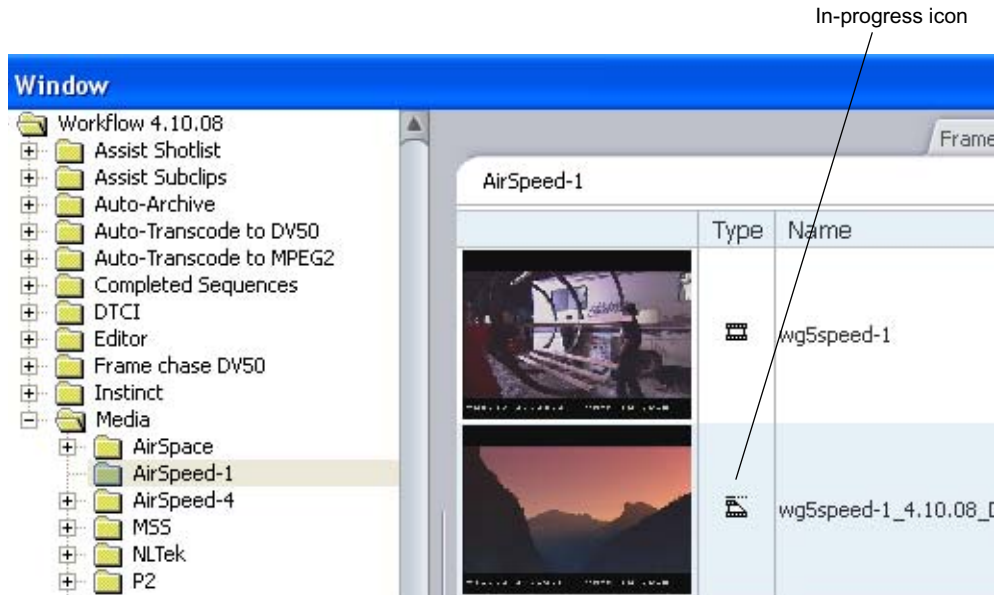 In-progress icon
Window
Workflow 4.10.08
Assist Shotlist
Assist Subclips
Auto-Archive
Auto-Transcode to DV50
Auto-Transcode to MPEG2
Completed Sequences
DTCI
Editor
Frame chase DV50
Instinct
Media
AirSpace
AirSpeed-1
AirSpeed-4
MSS
NLTek
P2
Frame
AirSpeed-1
Type Name
wg5speed-1
wg5speed-1_4.10.08_D